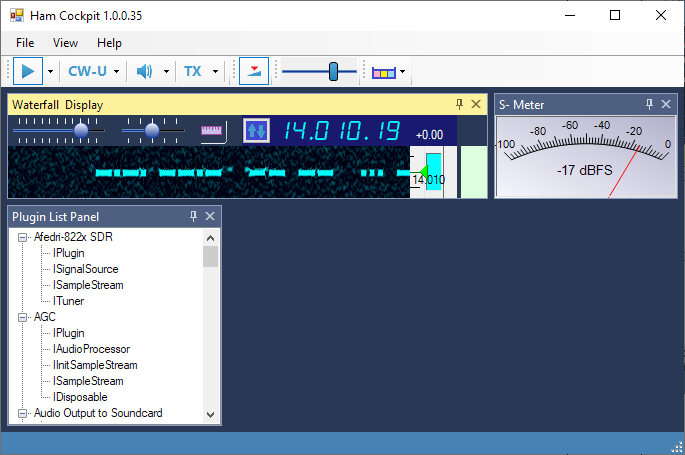 Ham Cockpit 1.0.0.35
File View Help
CW-U TX
Waterfall Display
14.010.19 +0.00
14.010
S- Meter
-100 -80 -60 -40 -20 0
-17 dBFS
Plugin List Panel
Afedri-822x SDR
IPlugin
ISignalSource
ISampleStream
ITuner
AGC
IPlugin
IAudioProcessor
IInitSampleStream
ISampleStream
IDisposable
Audio Output to Soundcard